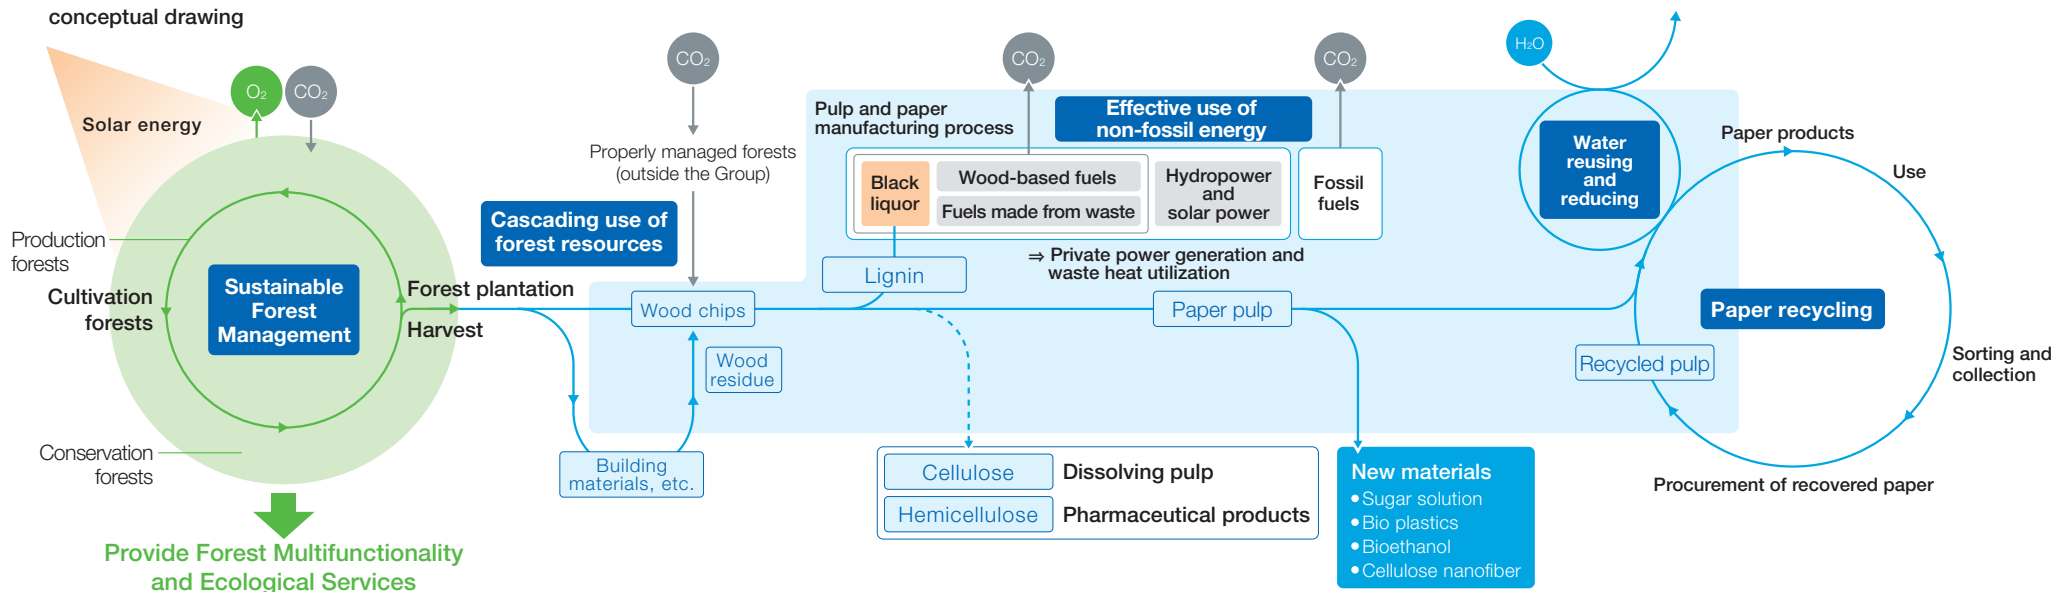 conceptual drawing
Solar energy
O₂
CO₂
Production
forests
Cultivation
forests
Sustainable
Forest
Management
Conservation
forests
Provide Forest Multifunctionality
and Ecological Services
Forest plantation
Harvest
Cascading use of
forest resources
CO₂
Properly managed forests
(outside the Group)
Wood chips
Wood
residue
Building
materials, etc.
Pulp and paper
manufacturing process
CO₂
Effective use of
non-fossil energy
CO₂
Black
liquor
Wood-based fuels
Fuels made from waste
Hydropower
and
solar power
Fossil
fuels
⇒ Private power generation and
waste heat utilization
Lignin
Paper pulp
Cellulose
Dissolving pulp
Hemicellulose
Pharmaceutical products
New materials
• Sugar solution
• Bio plastics
• Bioethanol
• Cellulose nanofiber
H₂O
Water
reusing
and
reducing
Paper products
Use
Paper recycling
Recycled pulp
Sorting and
collection
Procurement of recovered paper